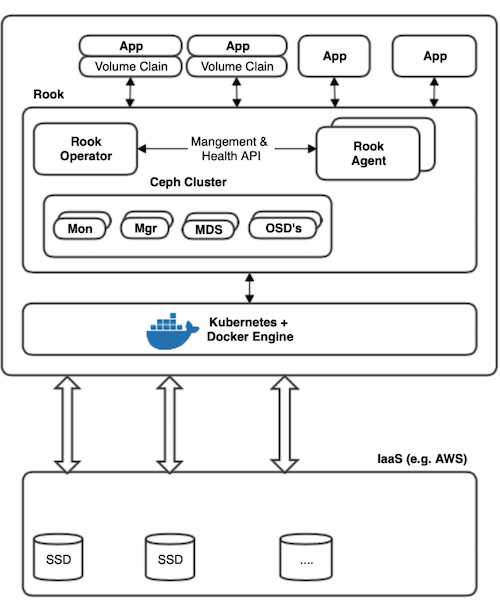 App
App
App
App
Volume Clain
Volume Clain
Rook
Rook
Operator
Mangement &
Health API
Rook
Agent
Ceph Cluster
Mon
Mgr
MDS
OSD's
Kubernetes +
Docker Engine
IaaS (e.g. AWS)
SSD
SSD
....